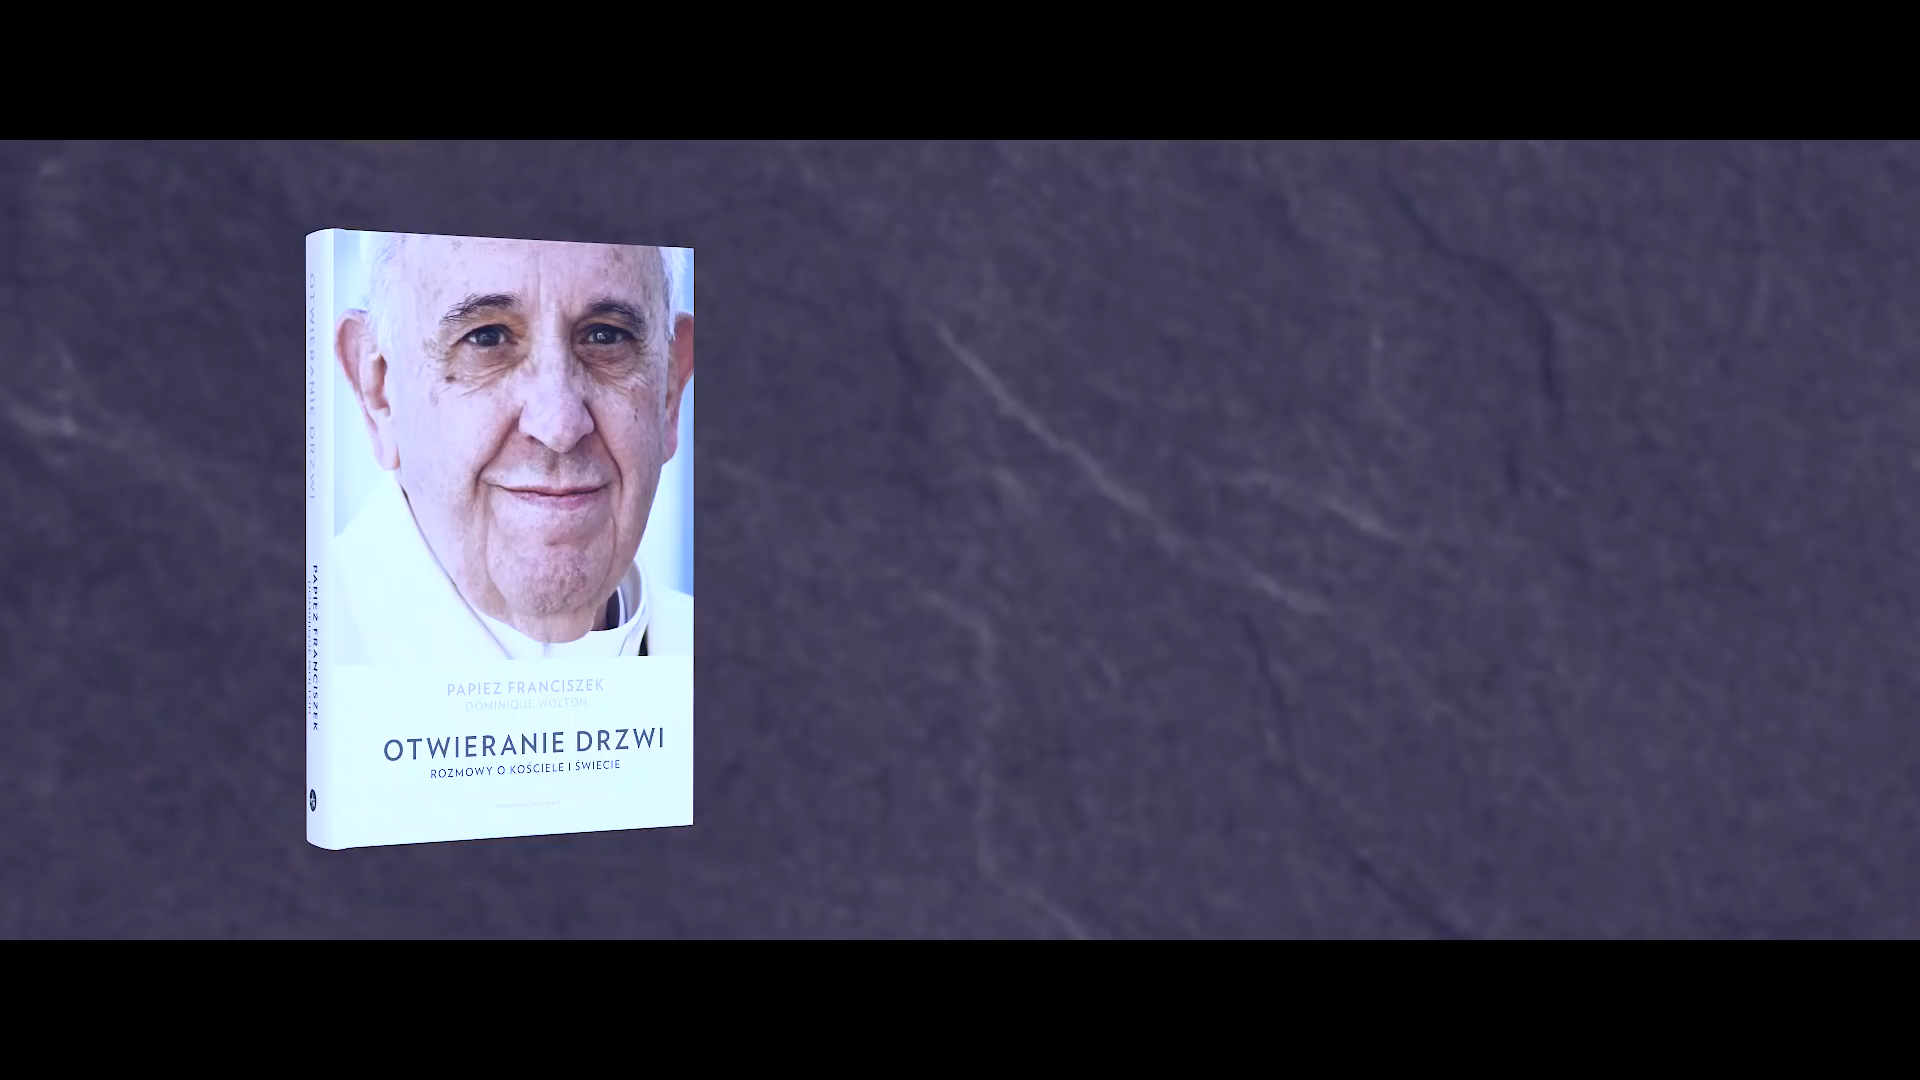 OTWIERANIE DRZWI
PAPIEŻ FRANCISZEK
PAPIEŻ FRANCISZEK
DOMINIQUE WOLTON
OTWIERANIE DRZWI
ROZMOWY O KOŚCIELE I ŚWIECIE